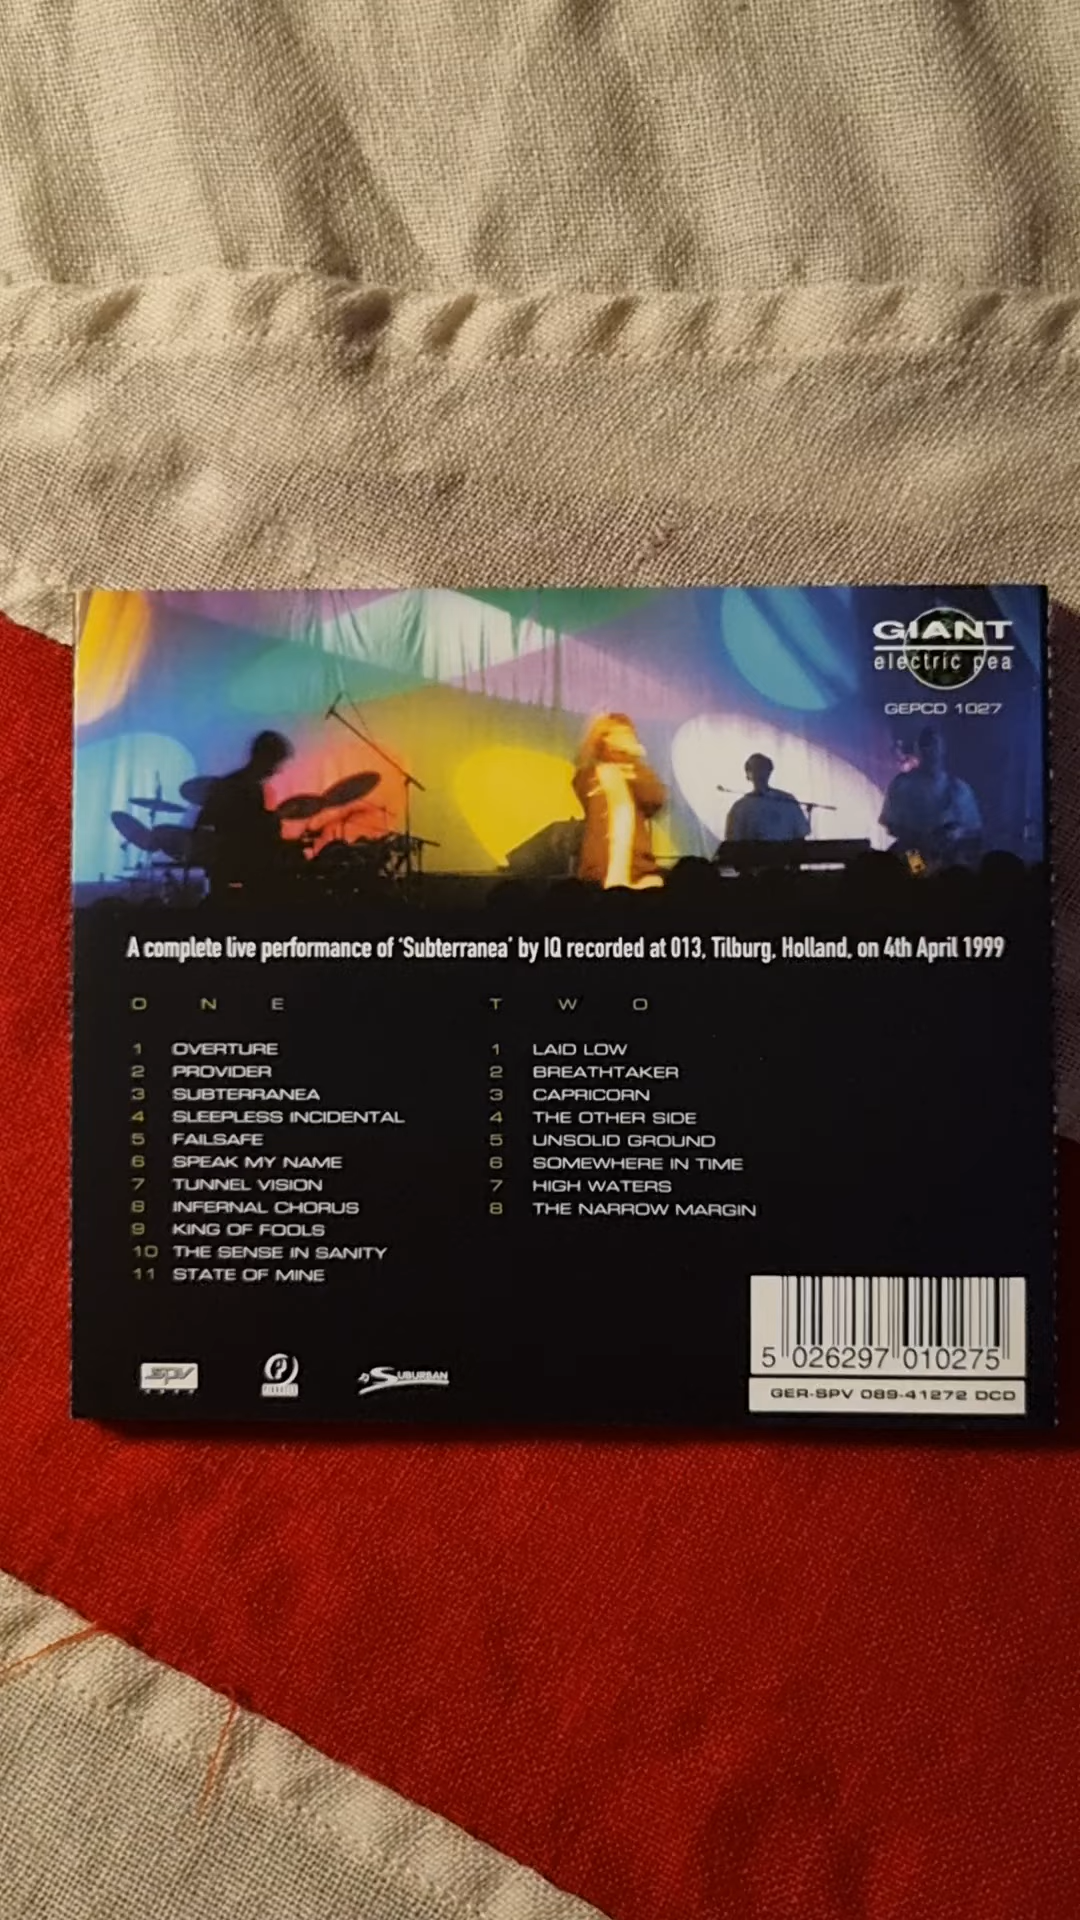 GIANT
electric pea
GEPCD 1027
A complete live performance of 'Subterranea' by IQ recorded at 013, Tilburg, Holland, on 4th April 1999
ONE
1 OVERTURE
2 PROVIDER
3 SUBTERRANEA
4 SLEEPLESS INCIDENTAL
5 FAILSAFE
6 SPEAK MY NAME
7 TUNNEL VISION
8 INFERNAL CHORUS
9 KING OF FOOLS
10 THE SENSE IN SANITY
11 STATE OF MINE
TWO
1 LAID LOW
2 BREATHTAKER
3 CAPRICORN
4 THE OTHER SIDE
5 UNSOLID GROUND
6 SOMEWHERE IN TIME
7 HIGH WATERS
8 THE NARROW MARGIN
SPV
SUBURBAN
5 026297 010275
GER-SPV 089-41272 DCD